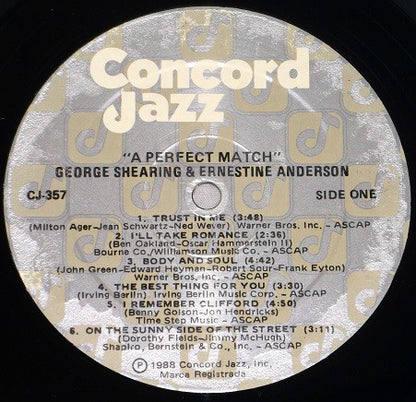 Concord
Jazz
"A PERFECT MATCH"
GEORGE SHEARING & ERNESTINE ANDERSON
CJ-357 SIDE ONE
1. TRUST IN ME (3:48)
(Milton Ager-Jean Schwartz-Ned Wever) Warner Bros. Inc. - ASCAP
2. I'LL TAKE ROMANCE (2:36)
(Ben Oakland-Oscar Hammerstein II)
Bourne Co./Williamson Music Co. - ASCAP
3. BODY AND SOUL (4:42)
(John Green-Edward Heyman-Robert Sour-Frank Eyton)
Warner Bros, Inc. - ASCAP
4. THE BEST THING FOR YOU (3:30)
(Irving Berlin) Irving Berlin Music Corp. - ASCAP
5. I REMEMBER CLIFFORD (4:50)
(Benny Golson-Jon Hendricks)
Time Step Music - ASCAP
6. ON THE SUNNY SIDE OF THE STREET (3:11)
(Dorothy Fields-Jimmy McHugh)
Shapiro, Bernstein & Co., Inc. - ASCAP
℗ 1988 Concord Jazz, Inc.
Marca Registrada